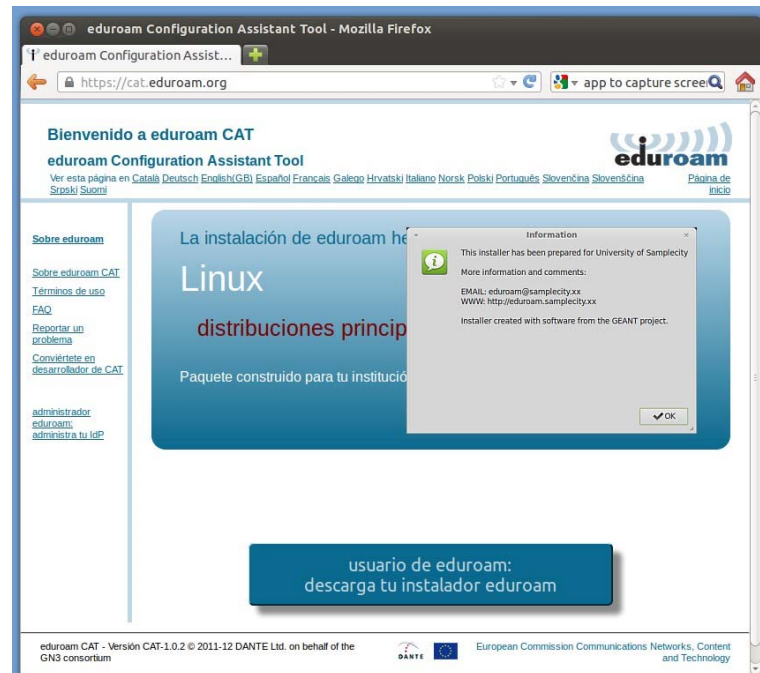 eduroam Configuration Assistant Tool - Mozilla Firefox
eduroam Config
uration Assist...
https://cat.eduroam.org
app to capture scree
Bienvenido a eduroam CAT
eduroam Configuration Assistant Tool
eduroam
Ver esta página en Català Deutsch English(GB) Español Français Galego Hrvatski Italiano Norsk Polski Português Slovenčina Slovenščina
Srpski Suomi
Página de
inicio
Sobre eduroam
Sobre eduroam CAT
Términos de uso
FAQ
Reportar un
problema
Conviértete en
desarrollador de CAT
administrador
eduroam:
administra tu IdP
La instalación de eduroam he
Linux
distribuciones princip
Paquete construido para tu institució
Information
This installer has been prepared for University of Samplecity
More information and comments:
EMAIL: eduroam@samplecity.xx
WWW: http://eduroam.samplecity.xx
Installer created with software from the GEANT project.
OK
usuario de eduroam:
descarga tu instalador eduroam
eduroam CAT - Versión CAT-1.0.2 © 2011-12 DANTE Ltd. on behalf of the
GN3 consortium
DANTE
European Commission Communications Networks, Content
and Technology